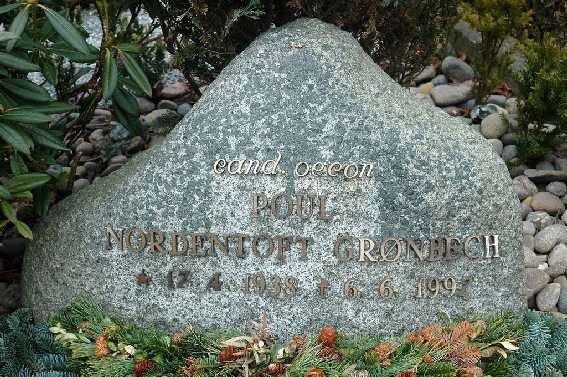 cand. oecon
POUL
NORDENTOFT GRØNBECH
* 17. 4. 1938 † 6. 6. 1997